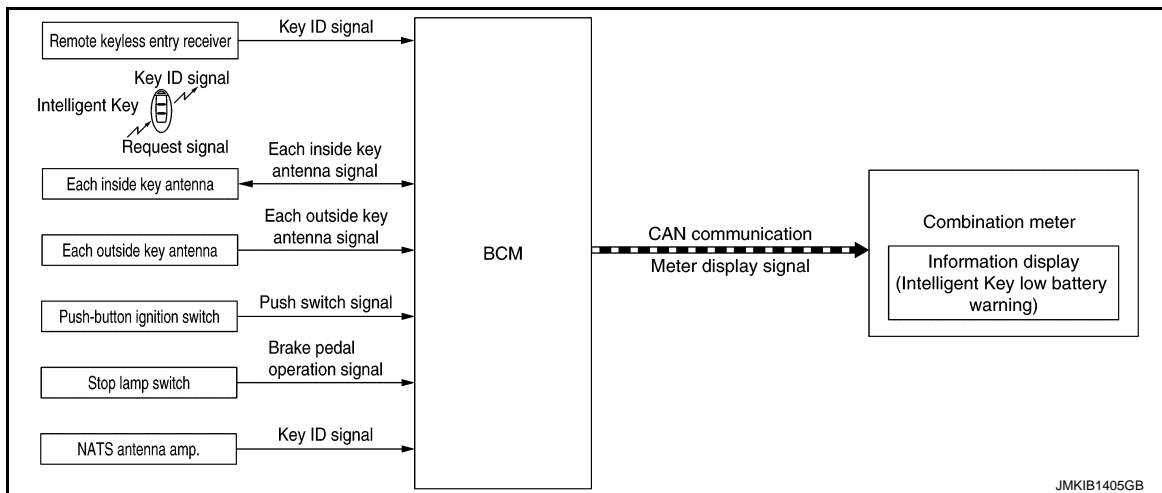 Remote keyless entry receiver
Key ID signal
Key ID signal
Intelligent Key
Request signal
Each inside key
antenna signal
Each inside key antenna
Each outside key
antenna signal
Each outside key antenna
Push switch signal
Push-button ignition switch
Brake pedal
operation signal
Stop lamp switch
Key ID signal
NATS antenna amp.
BCM
CAN communication
Meter display signal
Combination meter
Information display
(Intelligent Key low battery
warning)
JMKIB1405GB